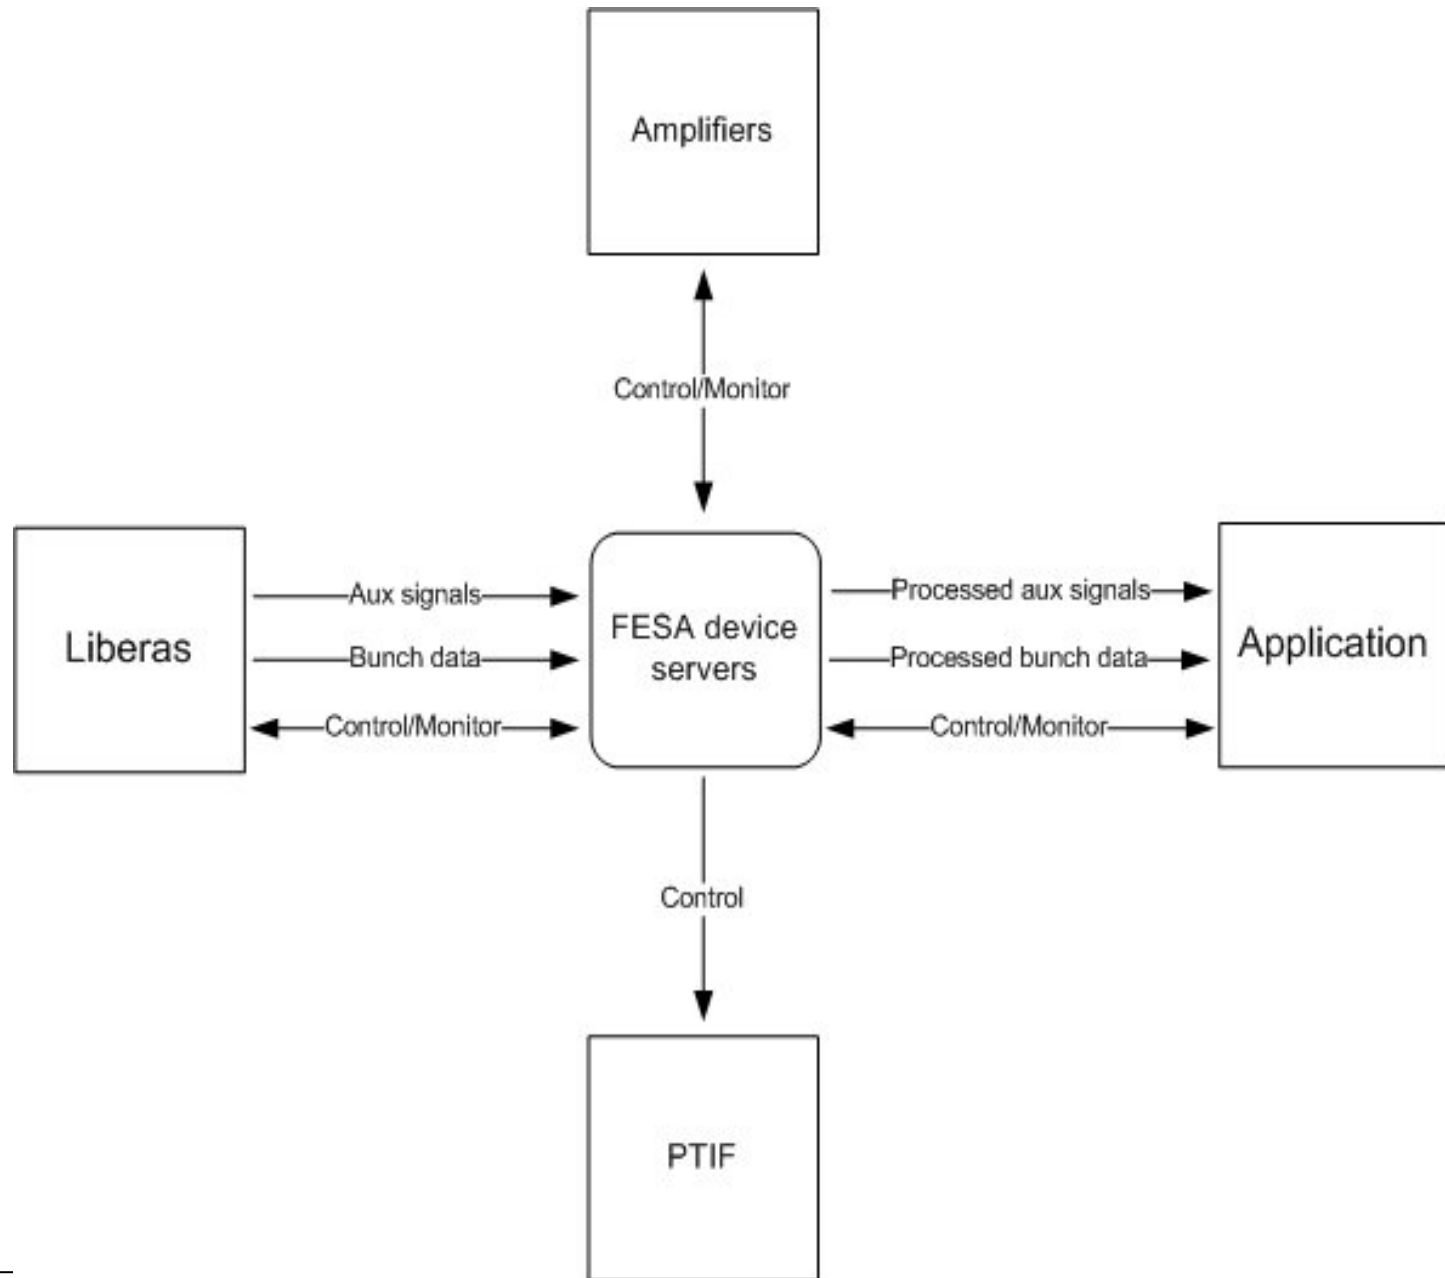 Amplifiers
Control/Monitor
Liberas
Aux signals
Bunch data
Control/Monitor
FESA device
servers
Processed aux signals
Processed bunch data
Control/Monitor
Application
Control
PTIF